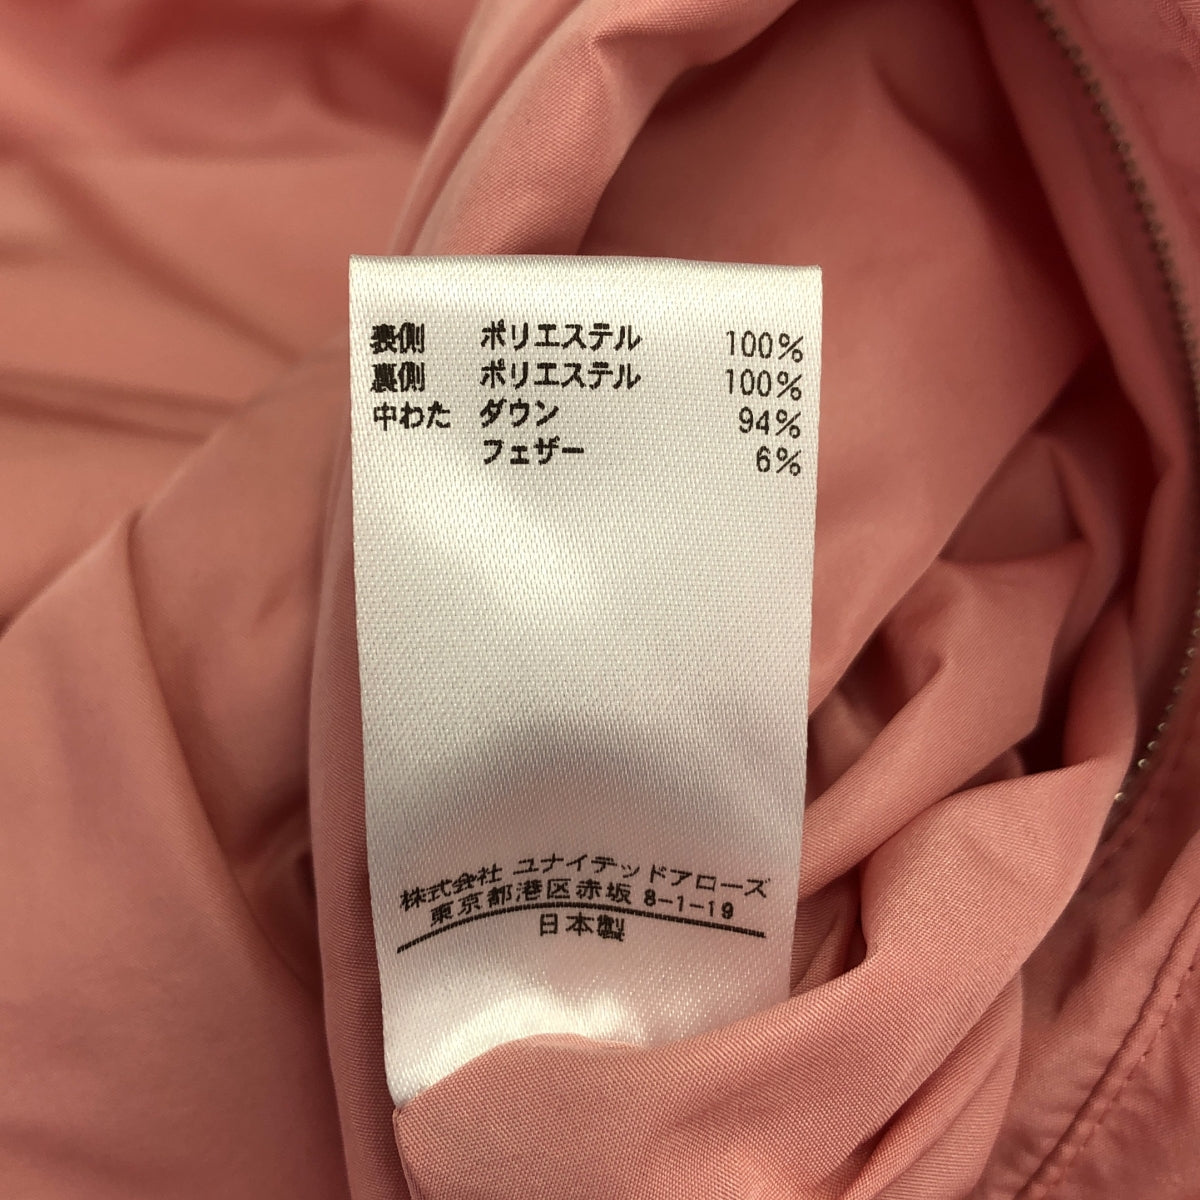 表側 ポリエステル 100%
裏側 ポリエステル 100%
中わた ダウン 94%
フェザー 6%
株式会社 ユナイテッドアローズ
東京都港区赤坂 8-1-19
日本製